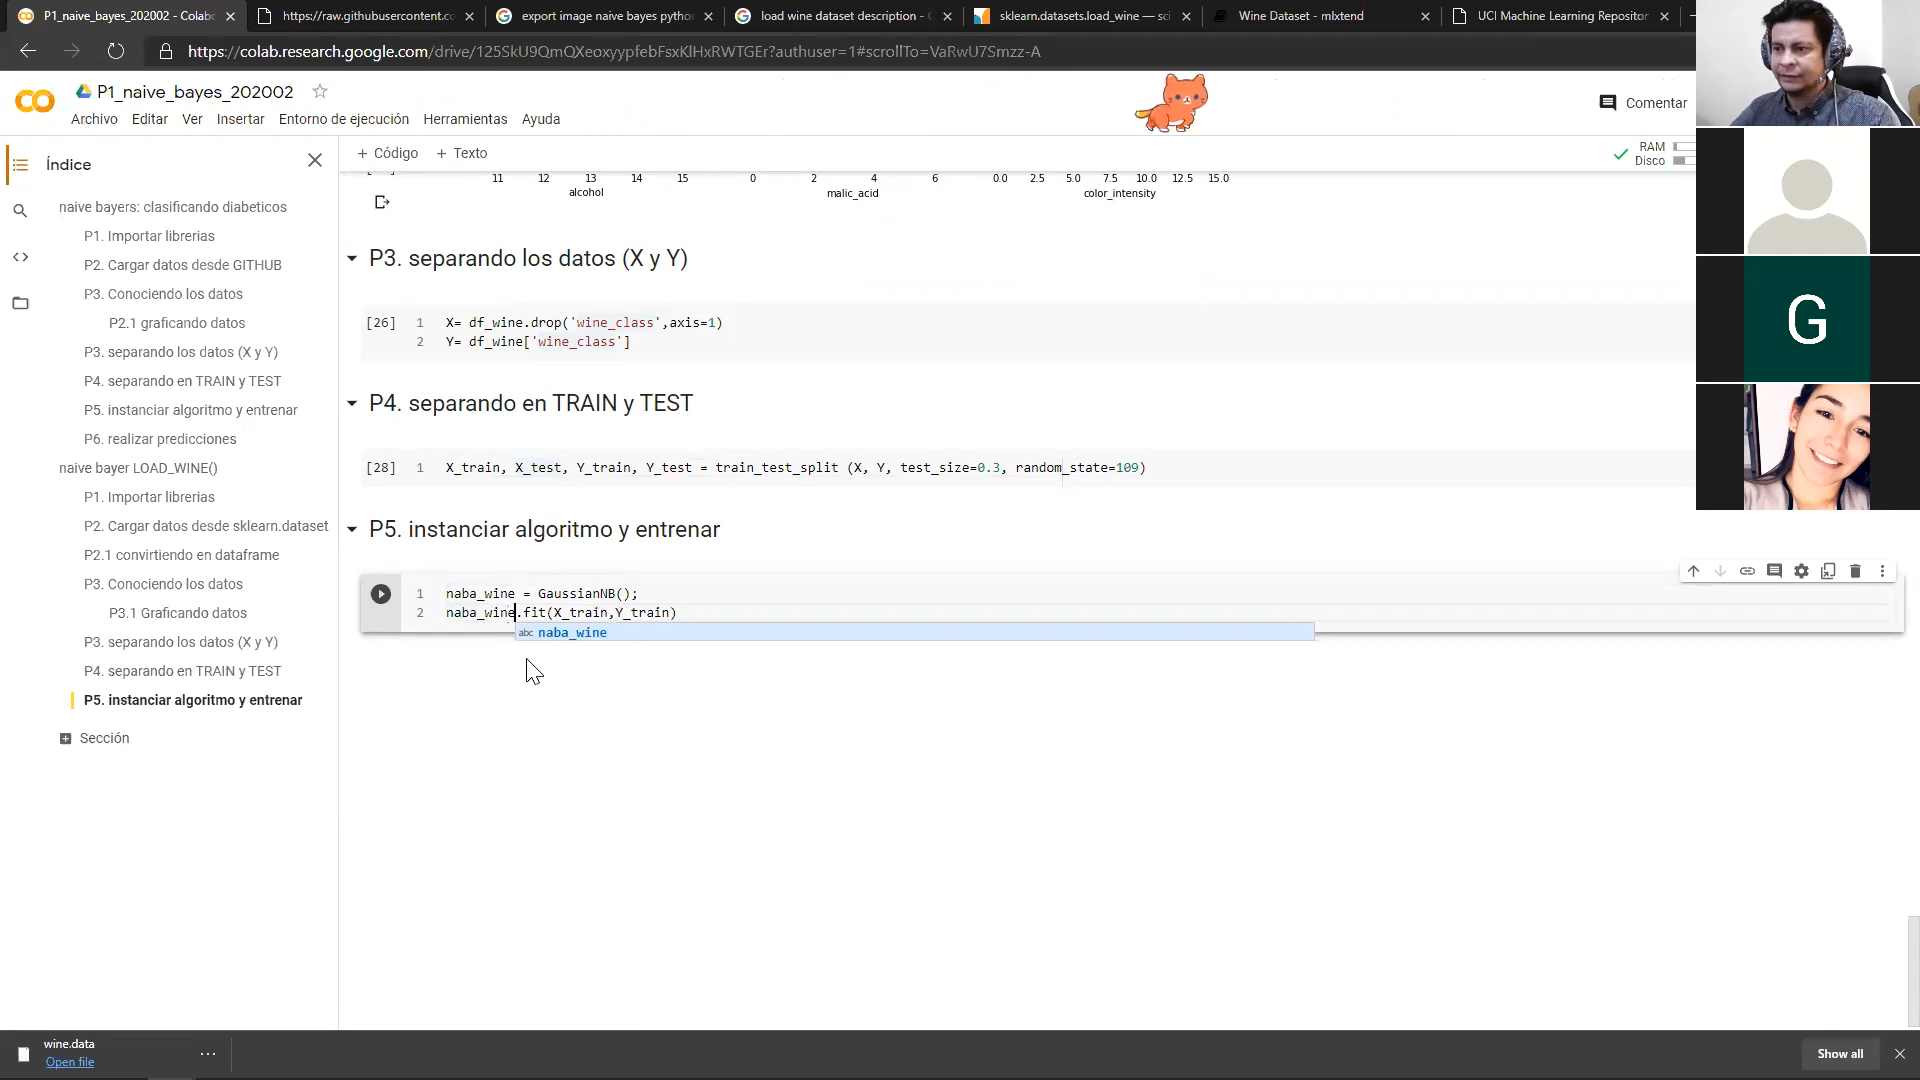 P1_naive_bayes_202002 - Colab
https://raw.githubusercontent.co
export image naive bayes pytho
load wine dataset description - G
sklearn.datasets.load_wine — sci
Wine Dataset - mlxtend
UCI Machine Learning Repositor
https://colab.research.google.com/drive/125SkU9QmQXeoxyypfebFsxKlHxRWTGEr?authuser=1#scrollTo=VaRwU7Smzz-A
P1_naive_bayes_202002
Comentar
Archivo Editar Ver Insertar Entorno de ejecución Herramientas Ayuda
Índice
+ Código + Texto
RAM
Disco
11 12 13 14 15 0 2 4 6 0.0 2.5 5.0 7.5 10.0 12.5 15.0
alcohol malic_acid color_intensity
naive bayers: clasificando diabeticos
P1. Importar librerias
P2. Cargar datos desde GITHUB
P3. Conociendo los datos
P2.1 graficando datos
P3. separando los datos (X y Y)
P4. separando en TRAIN y TEST
P5. instanciar algoritmo y entrenar
P6. realizar predicciones
naive bayer LOAD_WINE()
P1. Importar librerias
P2. Cargar datos desde sklearn.dataset
P2.1 convirtiendo en dataframe
P3. Conociendo los datos
P3.1 Graficando datos
P3. separando los datos (X y Y)
P4. separando en TRAIN y TEST
P5. instanciar algoritmo y entrenar
Sección
P3. separando los datos (X y Y)
[26] 1 X= df_wine.drop('wine_class',axis=1)
2 Y= df_wine['wine_class']
P4. separando en TRAIN y TEST
[28] 1 X_train, X_test, Y_train, Y_test = train_test_split (X, Y, test_size=0.3, random_state=109)
P5. instanciar algoritmo y entrenar
1 naba_wine = GaussianNB();
2 naba_wine.fit(X_train,Y_train)
abc naba_wine
G
wine.data
Open file
Show all